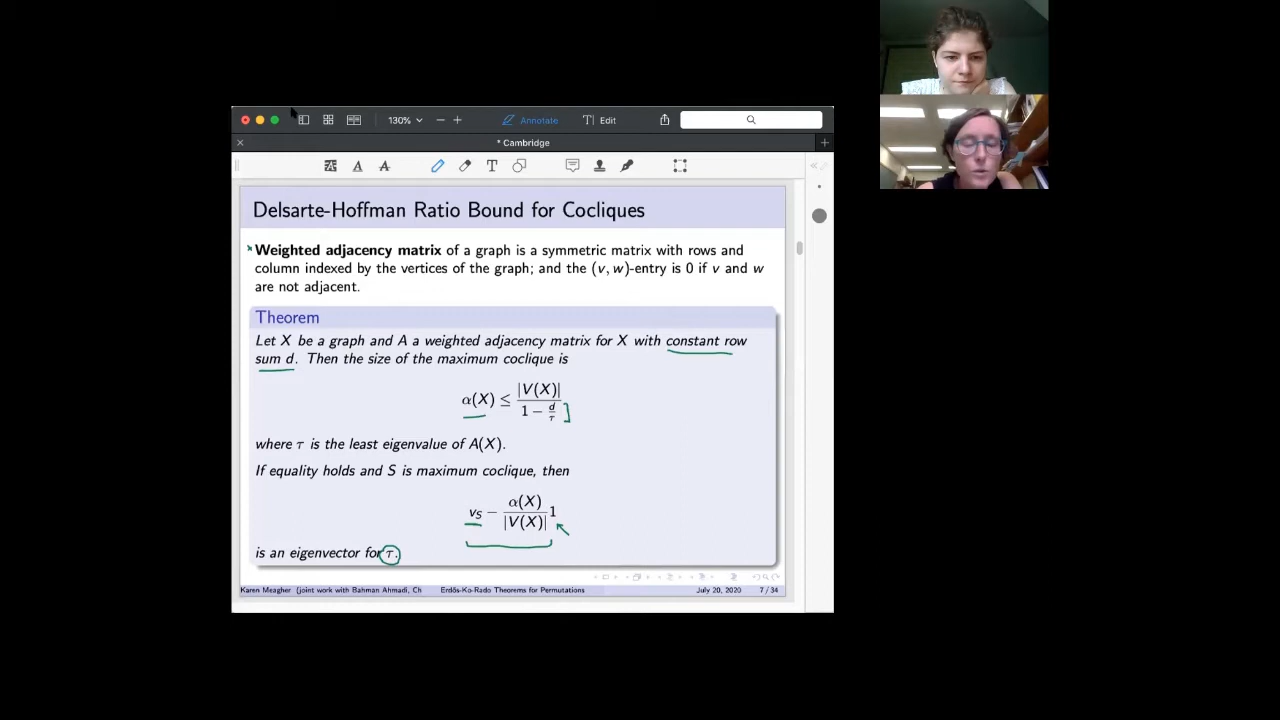 130%
Annotate
Edit
* Cambridge
Delsarte-Hoffman Ratio Bound for Cocliques
Weighted adjacency matrix of a graph is a symmetric matrix with rows and
column indexed by the vertices of the graph; and the (v, w)-entry is 0 if v and w
are not adjacent.
Theorem
Let X be a graph and A a weighted adjacency matrix for X with constant row
sum d. Then the size of the maximum coclique is
α(X) ≤ |V(X)| / (1 − d/τ)
where τ is the least eigenvalue of A(X).
If equality holds and S is maximum coclique, then
v_S − α(X)/|V(X)| 1
is an eigenvector for τ.
Karen Meagher (joint work with Bahman Ahmadi, Ch
Erdős-Ko-Rado Theorems for Permutations
July 20, 2020
7 / 34